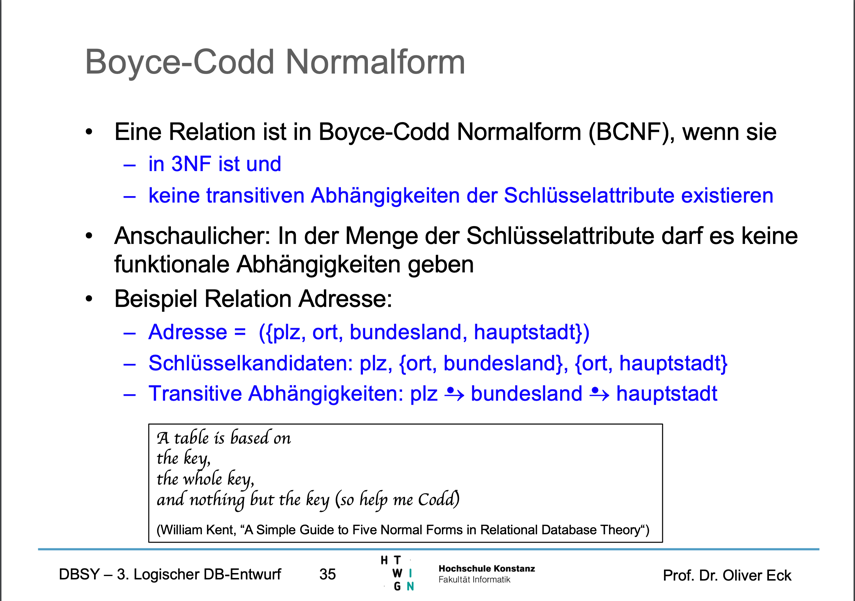 Boyce-Codd Normalform
• Eine Relation ist in Boyce-Codd Normalform (BCNF), wenn sie
– in 3NF ist und
– keine transitiven Abhängigkeiten der Schlüsselattribute existieren
• Anschaulicher: In der Menge der Schlüsselattribute darf es keine
funktionale Abhängigkeiten geben
• Beispiel Relation Adresse:
– Adresse = ({plz, ort, bundesland, hauptstadt})
– Schlüsselkandidaten: plz, {ort, bundesland}, {ort, hauptstadt}
– Transitive Abhängigkeiten: plz ⥲ bundesland ⥲ hauptstadt
A table is based on
the key,
the whole key,
and nothing but the key (so help me Codd)
(William Kent, "A Simple Guide to Five Normal Forms in Relational Database Theory“)
DBSY – 3. Logischer DB-Entwurf
35
H T
W I
G N
Hochschule Konstanz
Fakultät Informatik
Prof. Dr. Oliver Eck